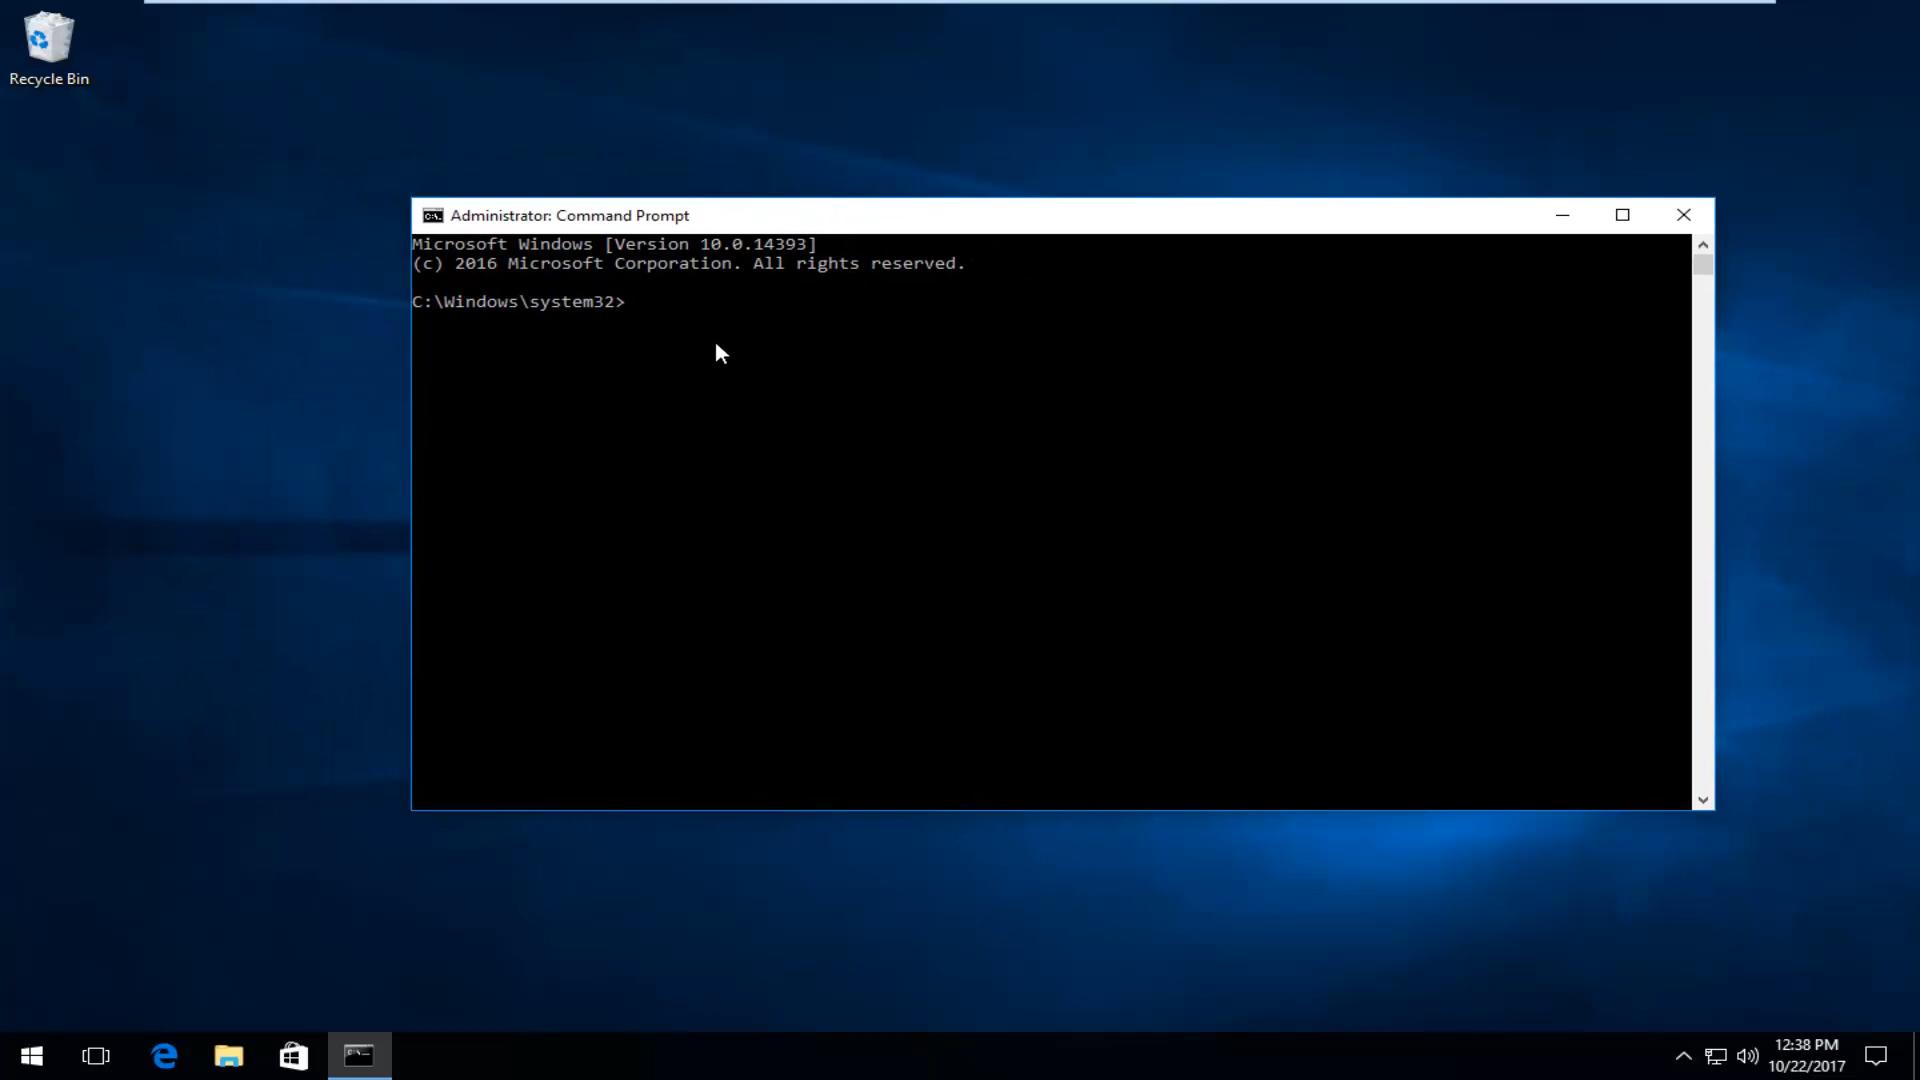 Recycle Bin
Administrator: Command Prompt
Microsoft Windows [Version 10.0.14393]
(c) 2016 Microsoft Corporation. All rights reserved.
C:\Windows\system32>
12:38 PM
10/22/2017